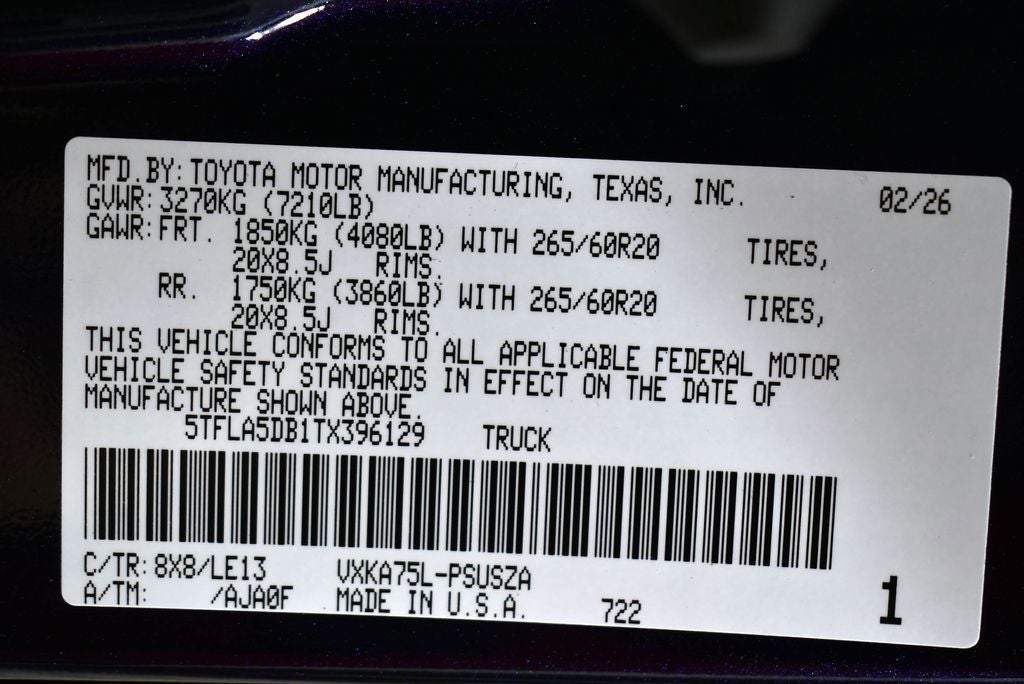 MFD.BY: TOYOTA MOTOR MANUFACTURING, TEXAS, INC. 02/26
GVWR: 3270KG (7210LB)
GAWR: FRT. 1850KG (4080LB) WITH 265/60R20 TIRES,
20X8.5J RIMS.
RR. 1750KG (3860LB) WITH 265/60R20 TIRES,
20X8.5J RIMS.
THIS VEHICLE CONFORMS TO ALL APPLICABLE FEDERAL MOTOR
VEHICLE SAFETY STANDARDS IN EFFECT ON THE DATE OF
MANUFACTURE SHOWN ABOVE.
5TFLA5DB1TX396129 TRUCK
C/TR: 8X8/LE13 VXKA75L-PSUSZA
A/TM: /AJA0F MADE IN U.S.A. 722 1